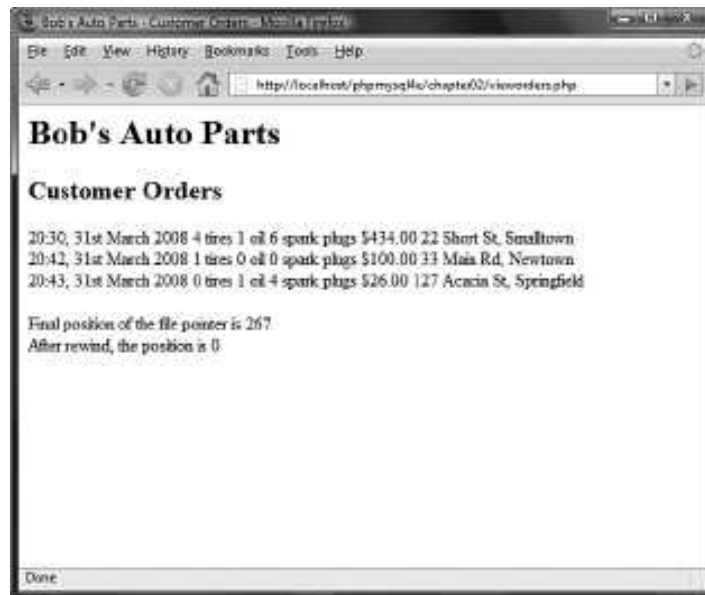 Bob's Auto Parts - Customer Orders - Mozilla Firefox
File Edit View History Bookmarks Tools Help
http://localhost/phpmysql4e/chapter02/vieworders.php
Bob's Auto Parts
Customer Orders
20:30, 31st March 2008 4 tires 1 oil 6 spark plugs $434.00 22 Short St, Smalltown
20:42, 31st March 2008 1 tires 0 oil 0 spark plugs $100.00 33 Main Rd, Newtown
20:43, 31st March 2008 0 tires 1 oil 4 spark plugs $26.00 127 Acacia St, Springfield
Final position of the file pointer is 267
After rewind, the position is 0
Done